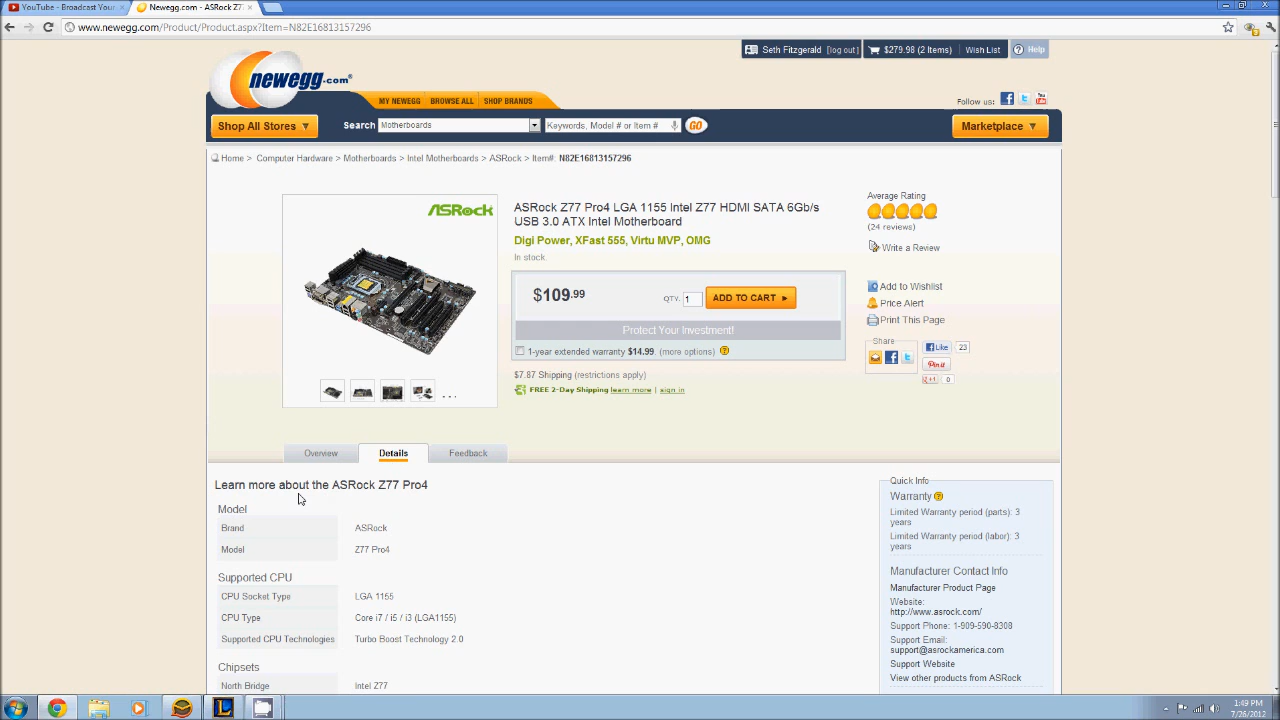 YouTube - Broadcast Your
Newegg.com - ASRock Z7
www.newegg.com/Product/Product.aspx?Item=N82E16813157296
Seth Fitzgerald [log out]
$279.98 (2 Items)
Wish List
Help
newegg.com
MY NEWEGG
BROWSE ALL
SHOP BRANDS
Follow us:
Shop All Stores
Search
Motherboards
Keywords, Model # or Item #
GO
Marketplace
Home > Computer Hardware > Motherboards > Intel Motherboards > ASRock > Item#: N82E16813157296
ASRock
ASRock Z77 Pro4 LGA 1155 Intel Z77 HDMI SATA 6Gb/s
USB 3.0 ATX Intel Motherboard
Digi Power, XFast 555, Virtu MVP, OMG
In stock.
$109.99
QTY.
1
ADD TO CART
Protect Your Investment!
1-year extended warranty $14.99. (more options)
$7.87 Shipping (restrictions apply)
FREE 2-Day Shipping learn more | sign in
Average Rating
(24 reviews)
Write a Review
Add to Wishlist
Price Alert
Print This Page
Share
Like
23
Pin it
+1
0
...
Overview
Details
Feedback
Learn more about the ASRock Z77 Pro4
Model
Brand
ASRock
Model
Z77 Pro4
Supported CPU
CPU Socket Type
LGA 1155
CPU Type
Core i7 / i5 / i3 (LGA1155)
Supported CPU Technologies
Turbo Boost Technology 2.0
Chipsets
North Bridge
Intel Z77
Quick Info
Warranty
Limited Warranty period (parts): 3
years
Limited Warranty period (labor): 3
years
Manufacturer Contact Info
Manufacturer Product Page
Website:
http://www.asrock.com/
Support Phone: 1-909-590-8308
Support Email:
support@asrockamerica.com
Support Website
View other products from ASRock
1:49 PM
7/26/2012